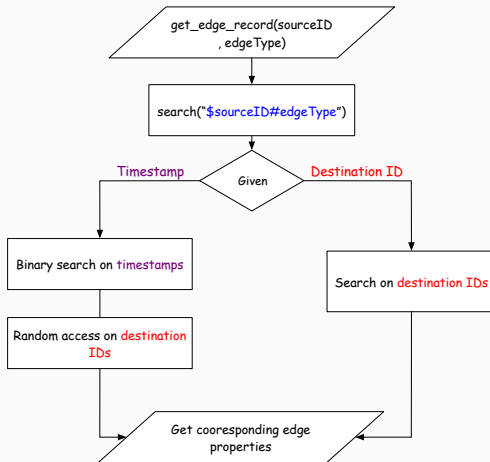 get_edge_record(sourceID
, edgeType)
search("$sourceID#edgeType")
Given
Timestamp
Destination ID
Binary search on timestamps
Random access on destination
IDs
Search on destination IDs
Get cooresponding edge
properties